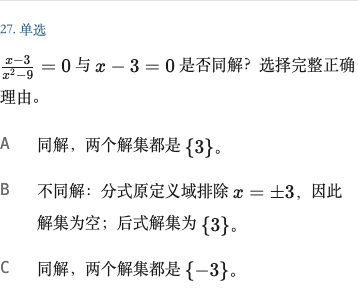 27. 单选
$\frac{x-3}{x^2-9} = 0$ 与 $x - 3 = 0$ 是否同解？选择完整正确
理由。
A 同解，两个解集都是 {3}。
B 不同解：分式原定义域排除 $x = \pm 3$，因此
解集为空；后式解集为 {3}。
C 同解，两个解集都是 {−3}。